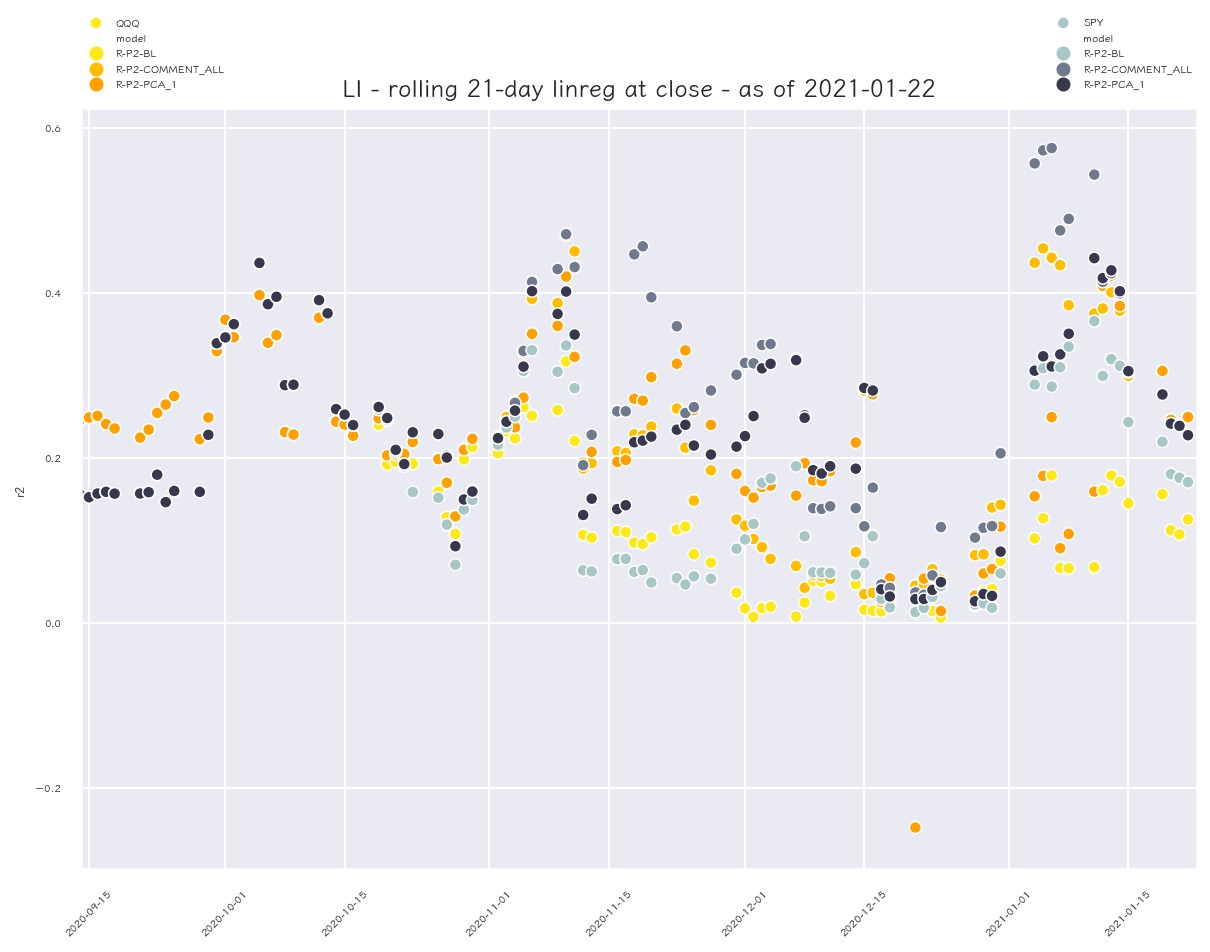 QQQ
model
R-P2-BL
R-P2-COMMENT_ALL
R-P2-PCA_1
SPY
model
R-P2-BL
R-P2-COMMENT_ALL
R-P2-PCA_1
LI - rolling 21-day linreg at close - as of 2021-01-22
0.6
0.4
0.2
0.0
−0.2
r2
2020-09-15
2020-10-01
2020-10-15
2020-11-01
2020-11-15
2020-12-01
2020-12-15
2021-01-01
2021-01-15